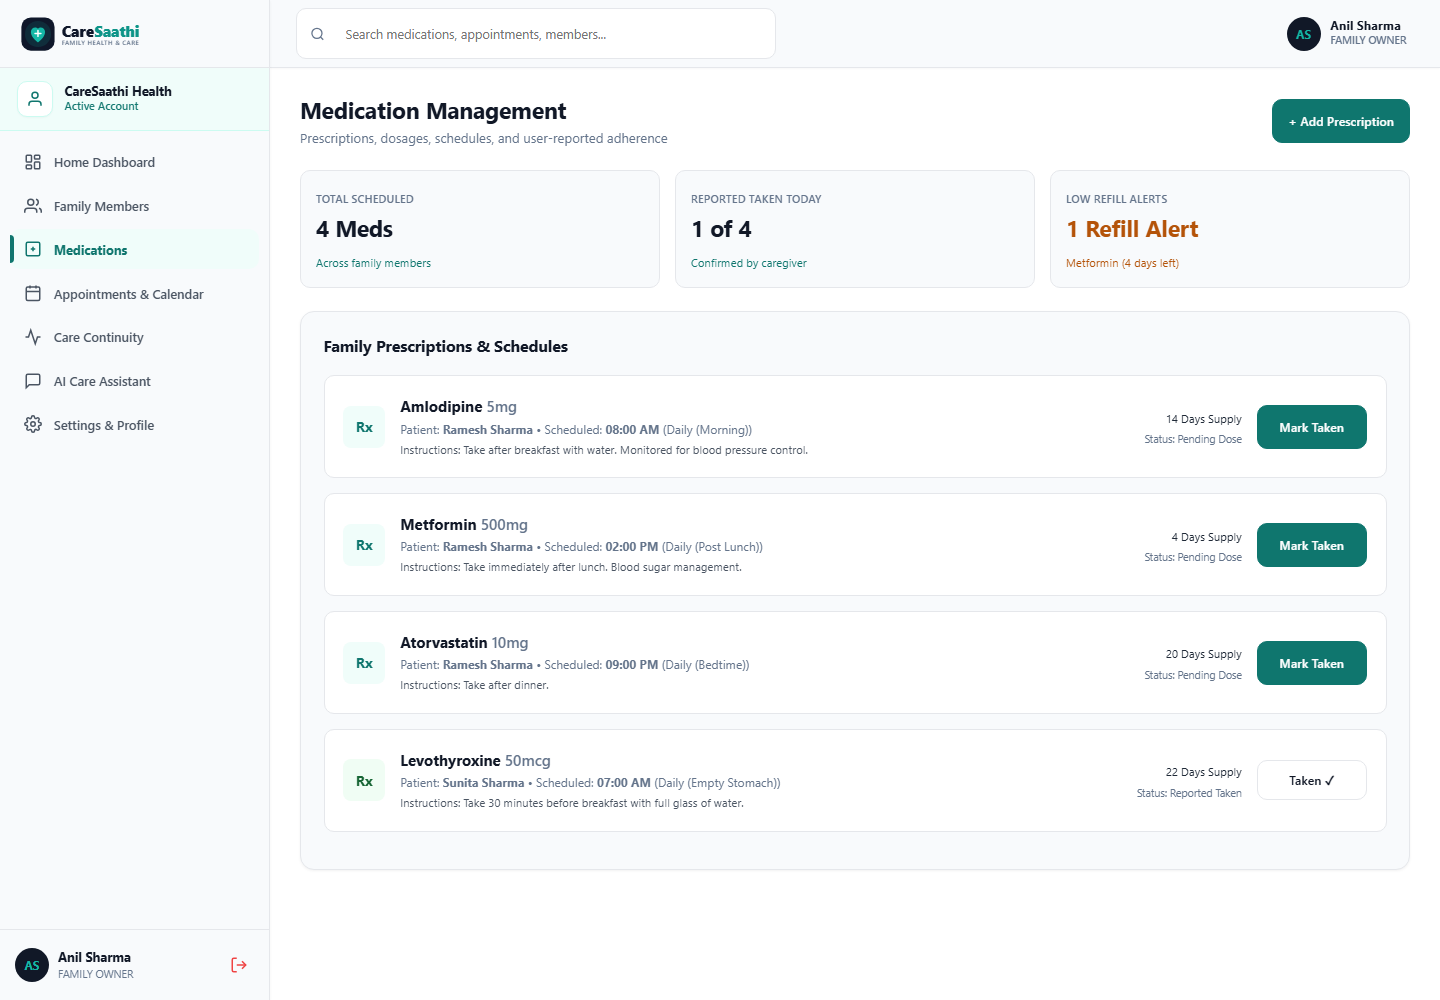 CareSaathi
FAMILY HEALTH & CARE
Search medications, appointments, members...
AS
Anil Sharma
FAMILY OWNER
CareSaathi Health
Active Account
Home Dashboard
Family Members
Medications
Appointments & Calendar
Care Continuity
AI Care Assistant
Settings & Profile
AS
Anil Sharma
FAMILY OWNER
Medication Management
Prescriptions, dosages, schedules, and user-reported adherence
+ Add Prescription
TOTAL SCHEDULED
4 Meds
Across family members
REPORTED TAKEN TODAY
1 of 4
Confirmed by caregiver
LOW REFILL ALERTS
1 Refill Alert
Metformin (4 days left)
Family Prescriptions & Schedules
Rx
Amlodipine 5mg
Patient: Ramesh Sharma • Scheduled: 08:00 AM (Daily (Morning))
Instructions: Take after breakfast with water. Monitored for blood pressure control.
14 Days Supply
Status: Pending Dose
Mark Taken
Rx
Metformin 500mg
Patient: Ramesh Sharma • Scheduled: 02:00 PM (Daily (Post Lunch))
Instructions: Take immediately after lunch. Blood sugar management.
4 Days Supply
Status: Pending Dose
Mark Taken
Rx
Atorvastatin 10mg
Patient: Ramesh Sharma • Scheduled: 09:00 PM (Daily (Bedtime))
Instructions: Take after dinner.
20 Days Supply
Status: Pending Dose
Mark Taken
Rx
Levothyroxine 50mcg
Patient: Sunita Sharma • Scheduled: 07:00 AM (Daily (Empty Stomach))
Instructions: Take 30 minutes before breakfast with full glass of water.
22 Days Supply
Status: Reported Taken
Taken ✓